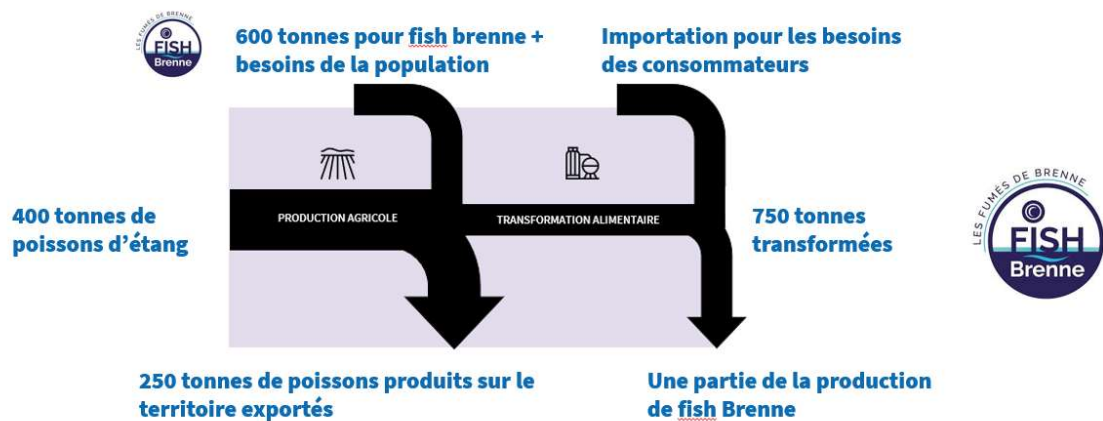 LES FUMÉS DE BRENNE
FISH
Brenne
600 tonnes pour fish brenne +
besoins de la population
Importation pour les besoins
des consommateurs
400 tonnes de
poissons d’étang
PRODUCTION AGRICOLE
TRANSFORMATION ALIMENTAIRE
750 tonnes
transformées
LES FUMÉS DE BRENNE
FISH
Brenne
250 tonnes de poissons produits sur le
territoire exportés
Une partie de la production
de fish Brenne